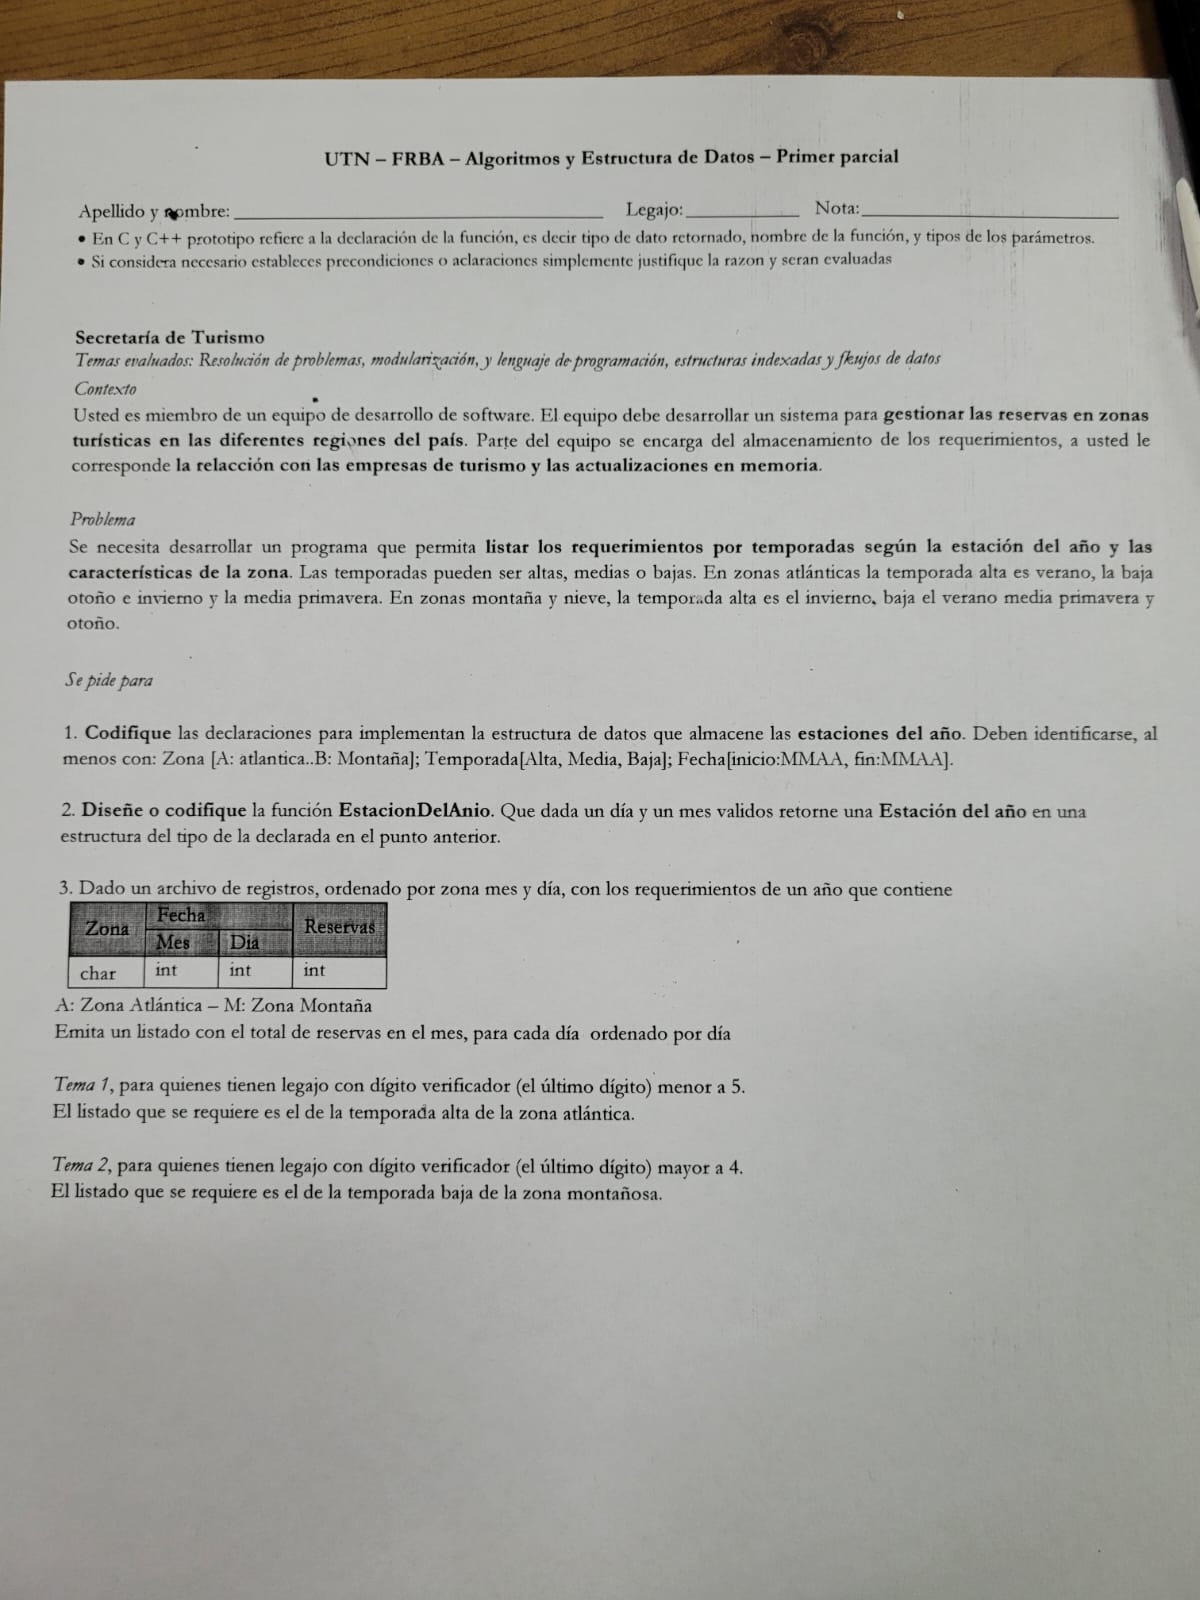 UTN – FRBA – Algoritmos y Estructura de Datos – Primer parcial
Apellido y nombre: Legajo: Nota:
• En C y C++ prototipo refiere a la declaración de la función, es decir tipo de dato retornado, nombre de la función, y tipos de los parámetros.
• Si considera necesario estableces precondiciones o aclaraciones simplemente justifique la razon y seran evaluadas
Secretaría de Turismo
Temas evaluados: Resolución de problemas, modularización, y lenguaje de programación, estructuras indexadas y fkujos de datos
Contexto
Usted es miembro de un equipo de desarrollo de software. El equipo debe desarrollar un sistema para gestionar las reservas en zonas
turísticas en las diferentes regiones del país. Parte del equipo se encarga del almacenamiento de los requerimientos, a usted le
corresponde la relacción con las empresas de turismo y las actualizaciones en memoria.
Problema
Se necesita desarrollar un programa que permita listar los requerimientos por temporadas según la estación del año y las
características de la zona. Las temporadas pueden ser altas, medias o bajas. En zonas atlánticas la temporada alta es verano, la baja
otoño e invierno y la media primavera. En zonas montaña y nieve, la temporada alta es el invierno, baja el verano media primavera y
otoño.
Se pide para
1. Codifique las declaraciones para implementan la estructura de datos que almacene las estaciones del año. Deben identificarse, al
menos con: Zona [A: atlantica..B: Montaña]; Temporada[Alta, Media, Baja]; Fecha[inicio:MMAA, fin:MMAA].
2. Diseñe o codifique la función EstacionDelAnio. Que dada un día y un mes validos retorne una Estación del año en una
estructura del tipo de la declarada en el punto anterior.
3. Dado un archivo de registros, ordenado por zona mes y día, con los requerimientos de un año que contiene
Zona Fecha Reservas
Mes Dia
char int int int
A: Zona Atlántica – M: Zona Montaña
Emita un listado con el total de reservas en el mes, para cada día ordenado por día
Tema 1, para quienes tienen legajo con dígito verificador (el último dígito) menor a 5.
El listado que se requiere es el de la temporada alta de la zona atlántica.
Tema 2, para quienes tienen legajo con dígito verificador (el último dígito) mayor a 4.
El listado que se requiere es el de la temporada baja de la zona montañosa.